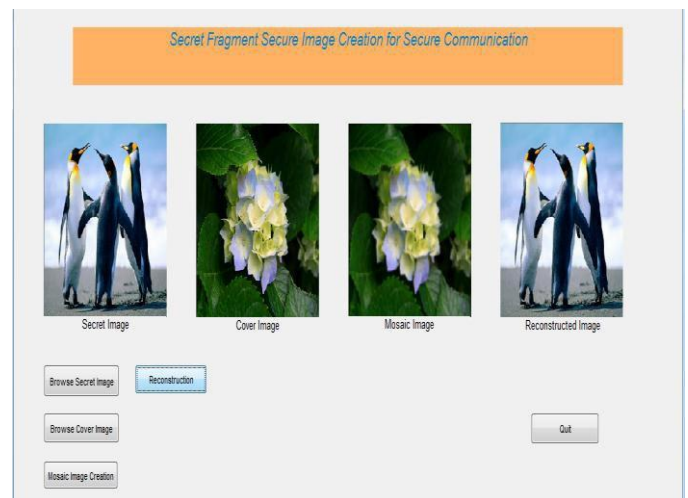 Secret Fragment Secure Image Creation for Secure Communication
Secret Image
Cover Image
Mosaic Image
Reconstructed Image
Browse Secret Image
Reconstruction
Browse Cover Image
Quit
Mosaic Image Creation